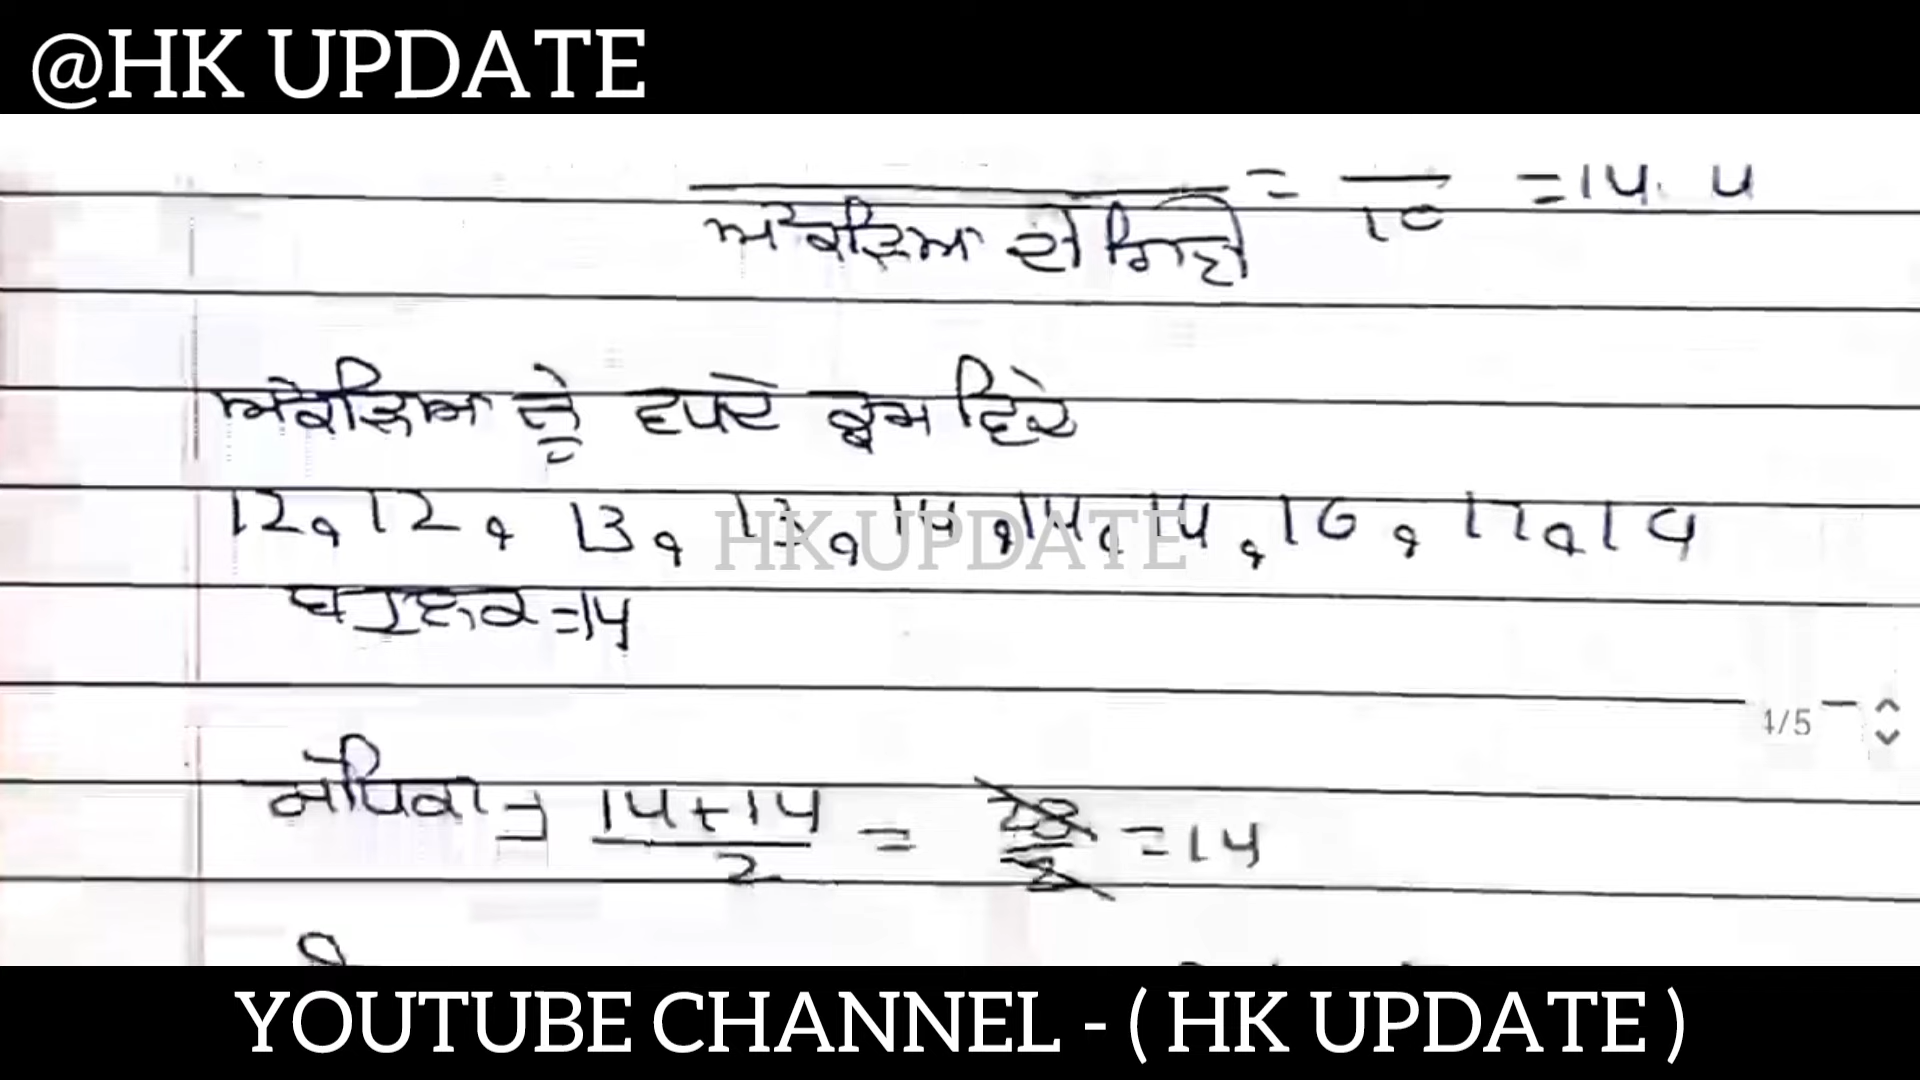 @HK UPDATE
= /10 = 14.4
ਅੰਕੜਿਆ ਦੀ ਗਿਣਤੀ
ਅੰਕੜਿਆ ਨੂੰ ਵਧਦੇ ਕ੍ਰਮ ਵਿੱਚ
12, 12, 13, 13, 14, 14, 14, 16, 17, 19
HK UPDATE
ਬਹੁਲਕ = 14
4/5
ਮੱਧਿਕਾ = 14+14/2 = 28/2 = 14
YOUTUBE CHANNEL - ( HK UPDATE )